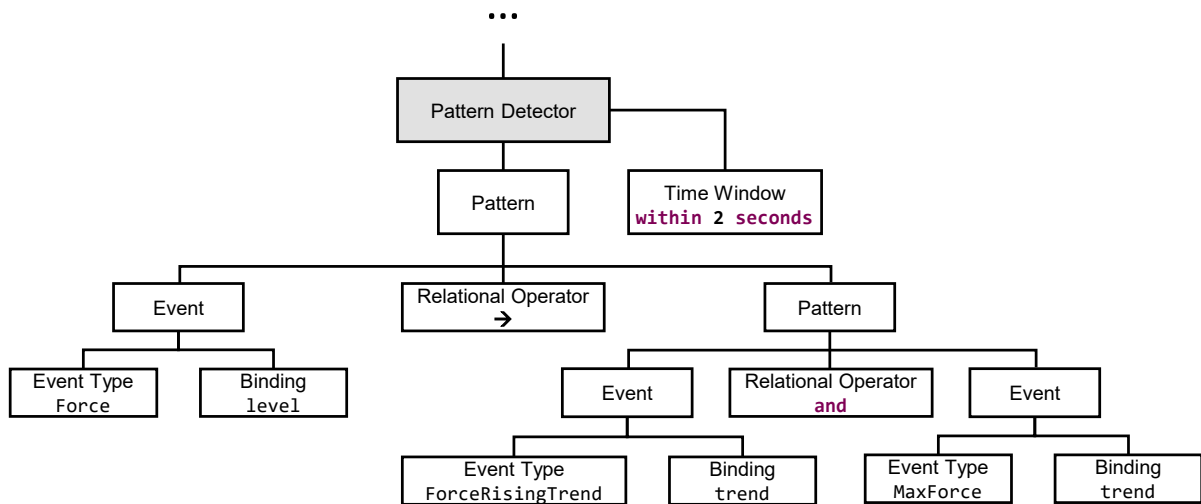 ...
Pattern Detector
Pattern
Time Window
within 2 seconds
Event
Relational Operator
→
Pattern
Event Type
Force
Binding
level
Event
Relational Operator
and
Event
Event Type
ForceRisingTrend
Binding
trend
Event Type
MaxForce
Binding
trend